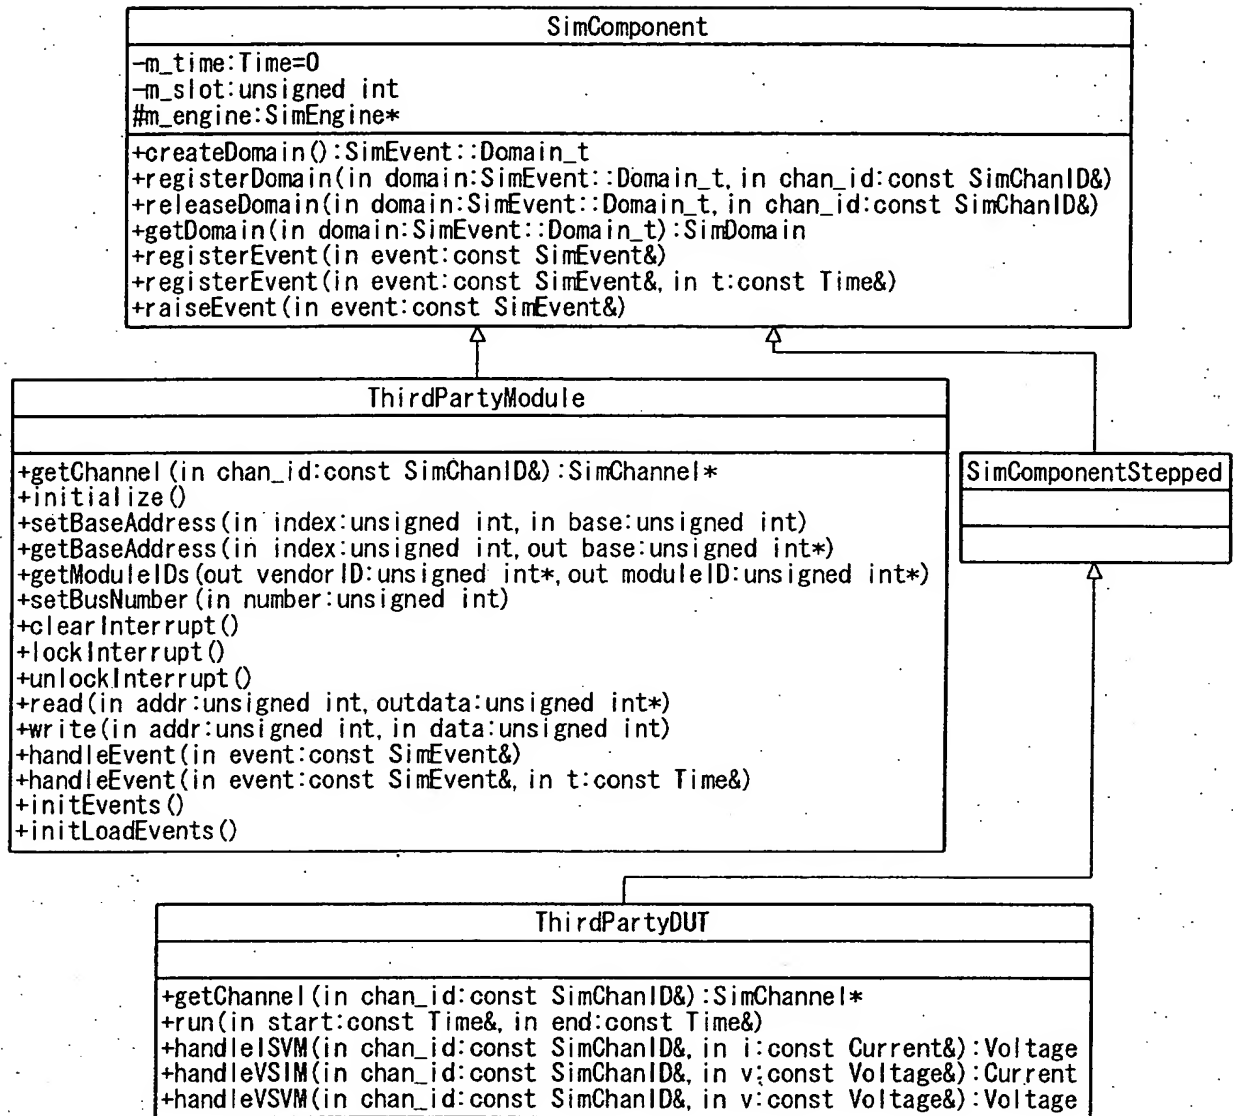 SimComponent
-m_time:Time=0
-m_slot:unsigned int
#m_engine:SimEngine*
+createDomain():SimEvent::Domain_t
+registerDomain(in domain:SimEvent::Domain_t,in chan_id:const SimChanID&)
+releaseDomain(in domain:SimEvent::Domain_t,in chan_id:const SimChanID&)
+getDomain(in domain:SimEvent::Domain_t):SimDomain
+registerEvent(in event:const SimEvent&)
+registerEvent(in event:const SimEvent&,in t:const Time&)
+raiseEvent(in event:const SimEvent&)
ThirdPartyModule
+getChannel(in chan_id:const SimChanID&):SimChannel*
+initialize()
+setBaseAddress(in index:unsigned int,in base:unsigned int)
+getBaseAddress(in index:unsigned int,out base:unsigned int*)
+getModuleIDs(out vendorID:unsigned int*,out moduleID:unsigned int*)
+setBusNumber(in number:unsigned int)
+clearInterrupt()
+lockInterrupt()
+unlockInterrupt()
+read(in addr:unsigned int,outdata:unsigned int*)
+write(in addr:unsigned int,in data:unsigned int)
+handleEvent(in event:const SimEvent&)
+handleEvent(in event:const SimEvent&,in t:const Time&)
+initEvents()
+initLoadEvents()
SimComponentStepped
ThirdPartyDUT
+getChannel(in chan_id:const SimChanID&):SimChannel*
+run(in start:const Time&,in end:const Time&)
+handleISVM(in chan_id:const SimChanID&,in i:const Current&):Voltage
+handleVSIM(in chan_id:const SimChanID&,in v:const Voltage&):Current
+handleVSVM(in chan_id:const SimChanID&,in v:const Voltage&):Voltage